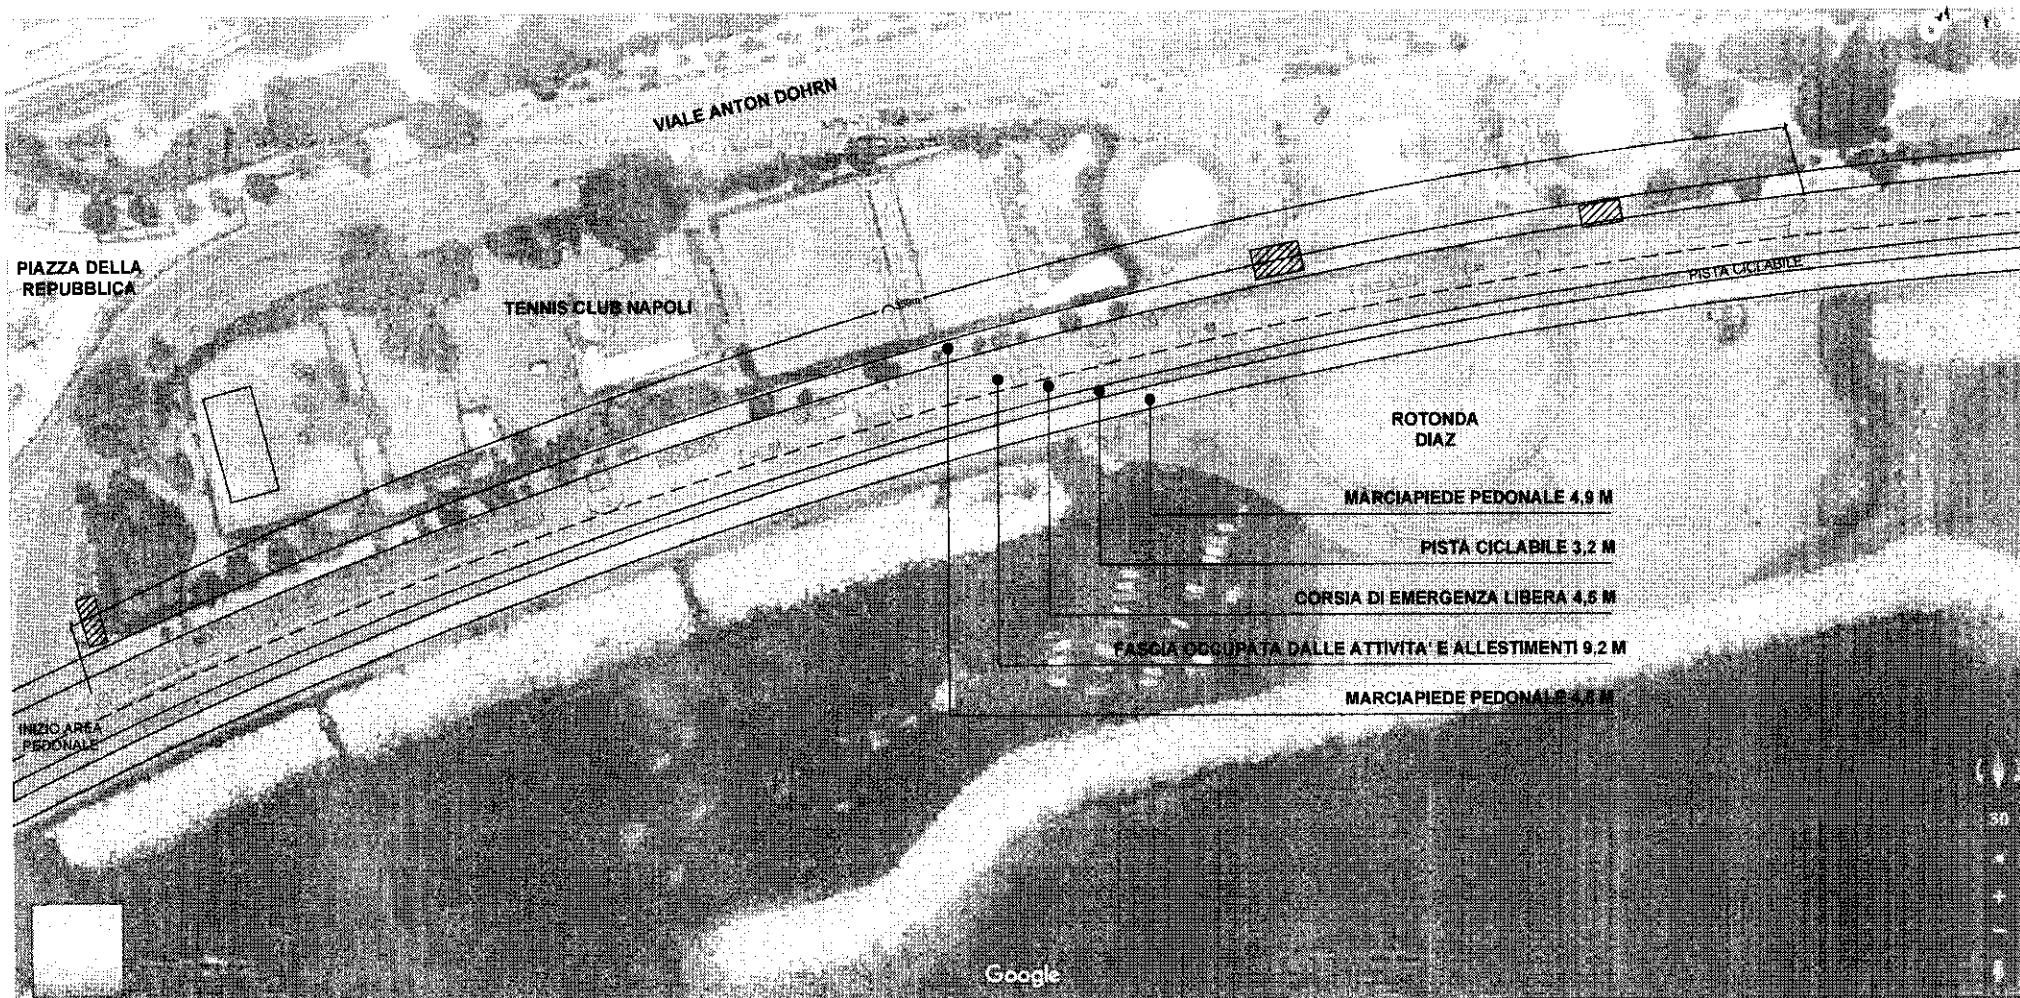 VIALE ANTON DOHRN
PIAZZA DELLA
REPUBBLICA
TENNIS CLUB NAPOLI
PISTA CICLABILE
ROTONDA
DIAZ
MARCIAPIEDE PEDONALE 4,9 M
PISTA CICLABILE 3,2 M
CORSIA DI EMERGENZA LIBERA 4,5 M
FASCIA OCCUPATA DALLE ATTIVITA' E ALLESTIMENTI 9,2 M
MARCIAPIEDE PEDONALE M
INIZIO AREA
PEDONALE
30
Google